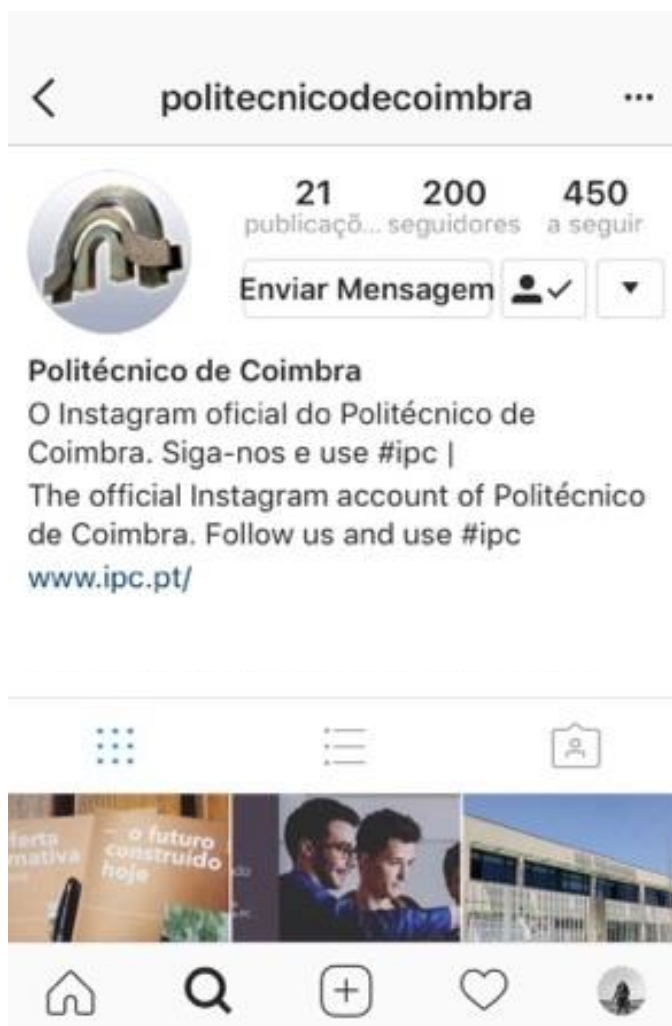 politecnicodecoimbra
21 200 450
publicaçõ... seguidores a seguir
Enviar Mensagem
Politécnico de Coimbra
O Instagram oficial do Politécnico de
Coimbra. Siga-nos e use #ipc |
The official Instagram account of Politécnico
de Coimbra. Follow us and use #ipc
www.ipc.pt/
ferta
mativa
– o futuro
construído
hoje